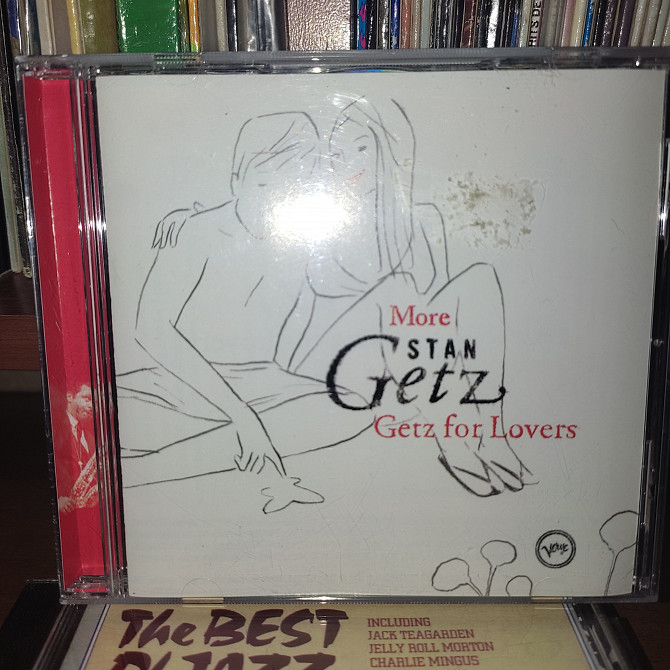 More
STAN
Getz
Getz for Lovers
Verve
The BEST
INCLUDING
JACK TEAGARDEN
JELLY ROLL MORTON
CHARLIE MINGUS